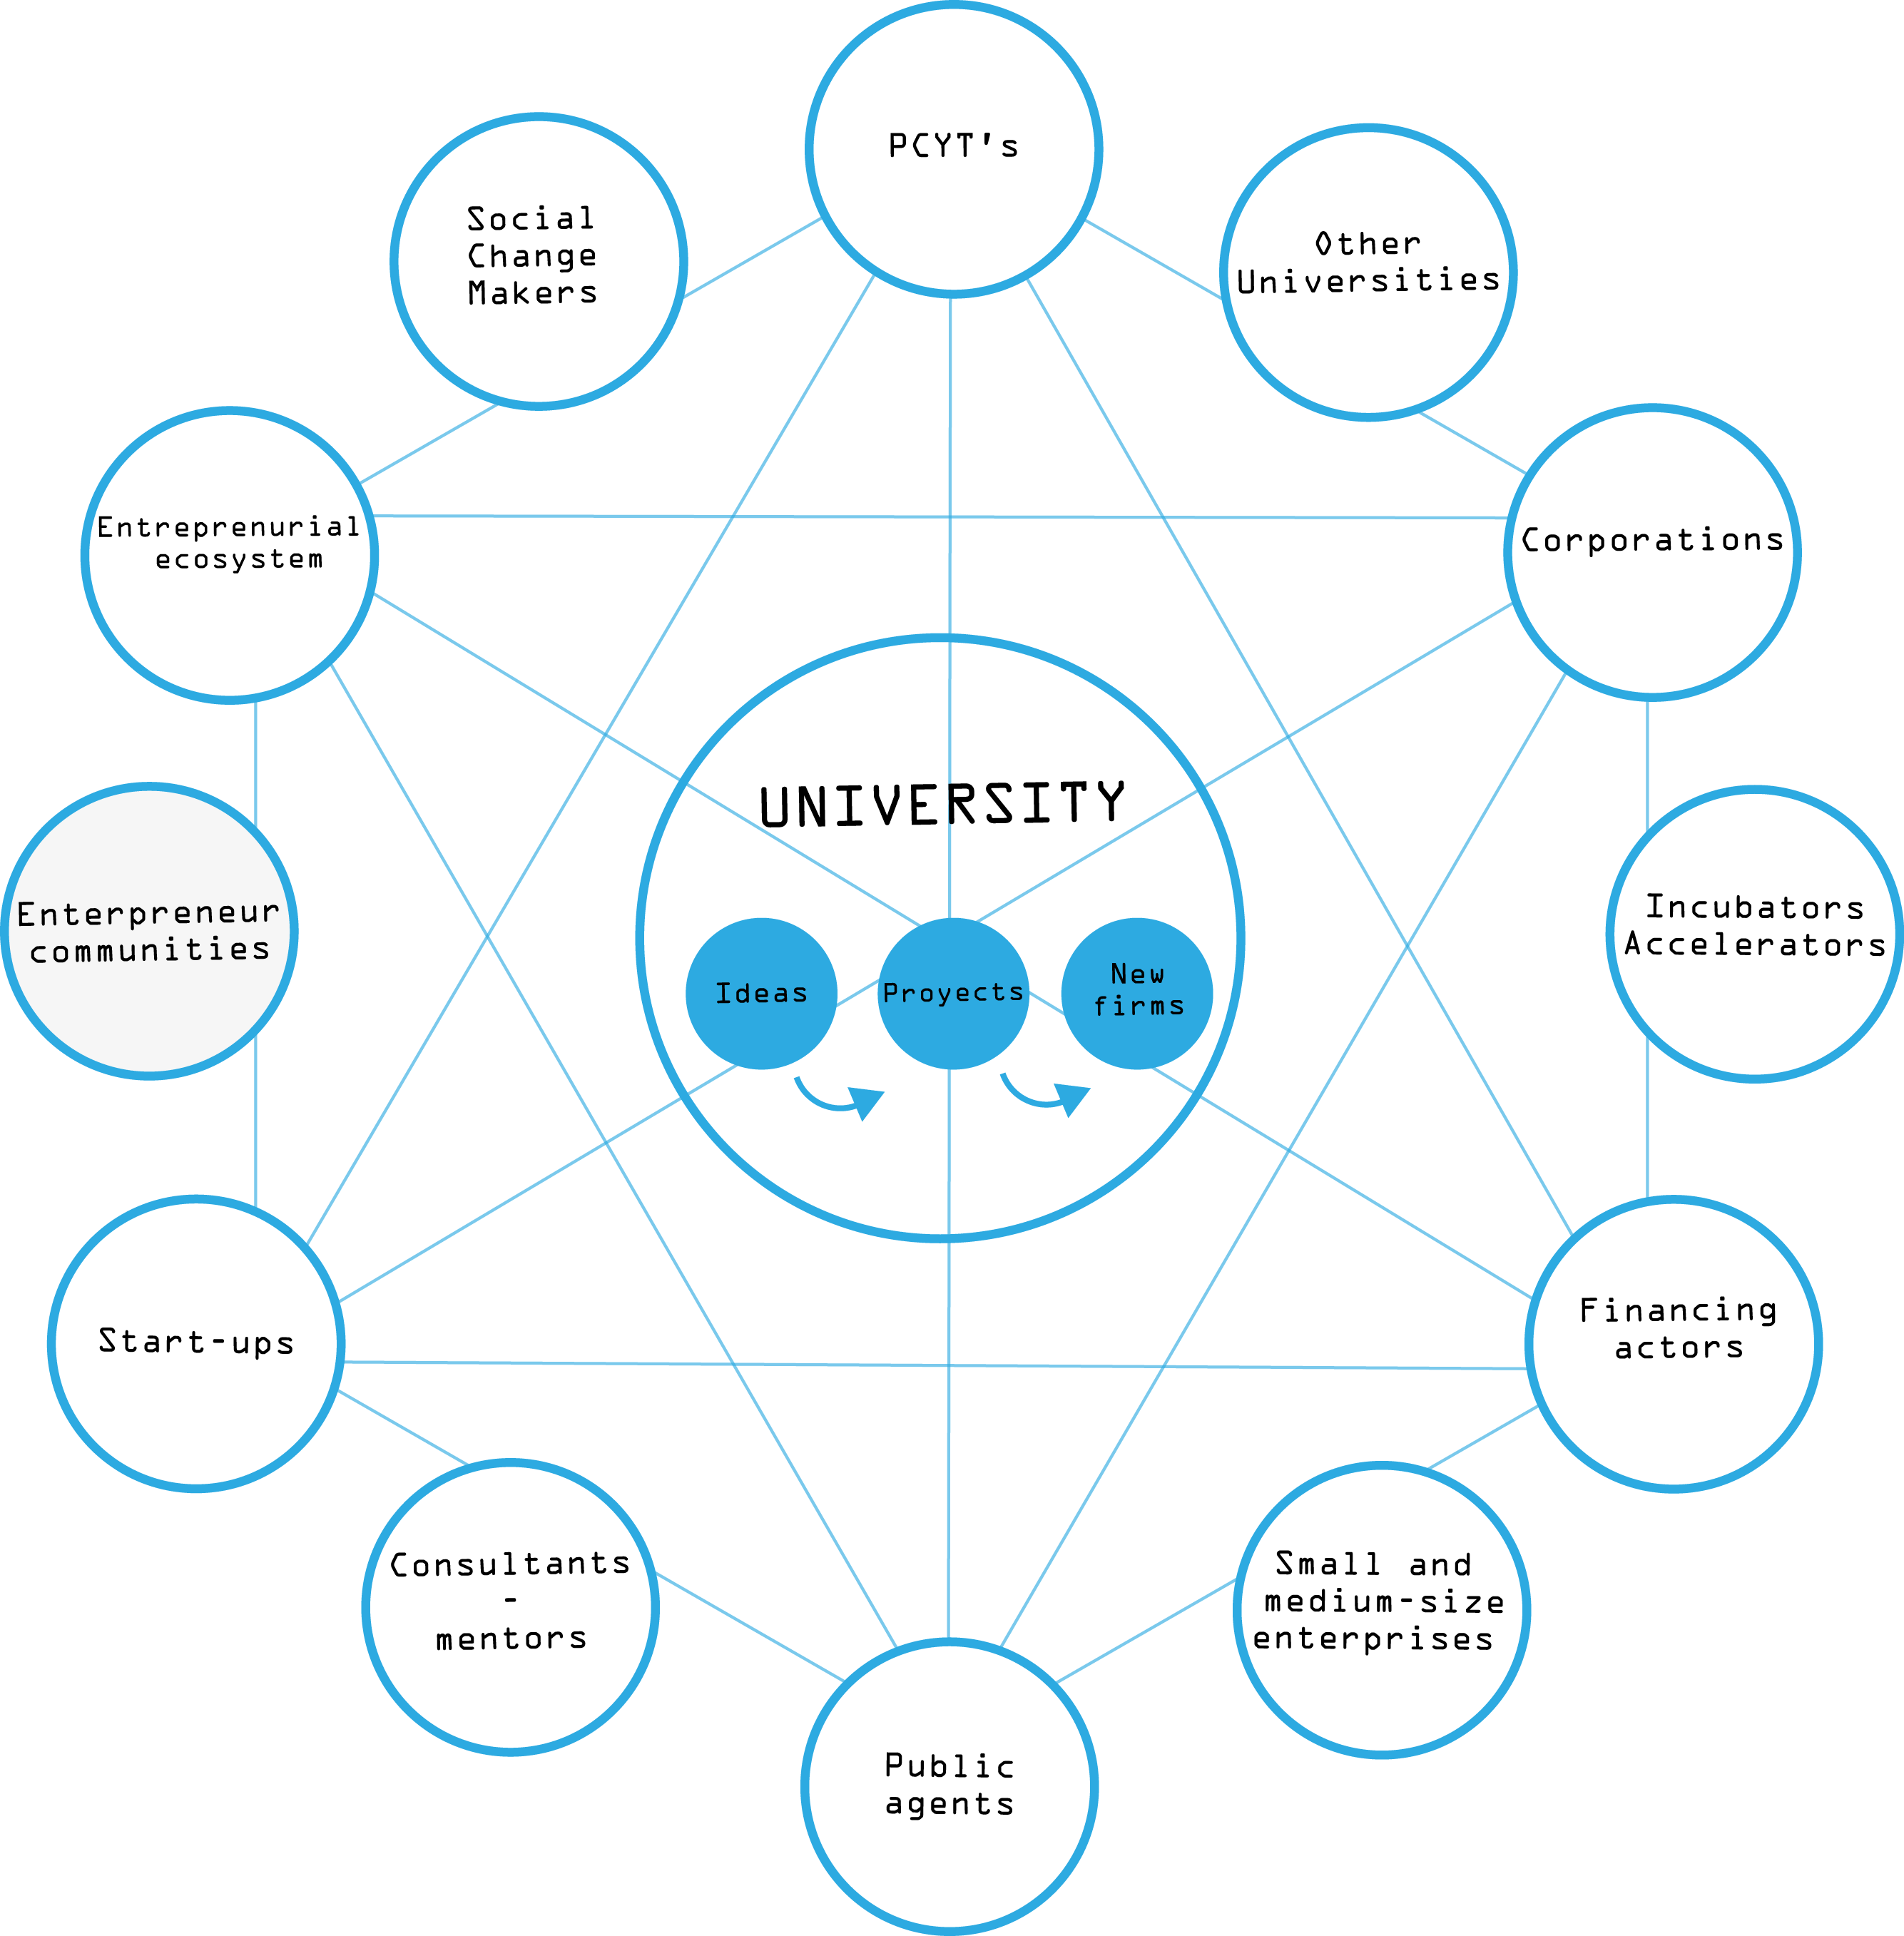 PCYT's
Social
Change
Makers
Other
Universities
Entreprenurial
ecosystem
Corporations
UNIVERSITY
Enterpreneur
communities
Incubators
Accelerators
Ideas
Proyects
New
firms
Start-ups
Financing
actors
Consultants
-
mentors
Small and
medium-size
enterprises
Public
agents